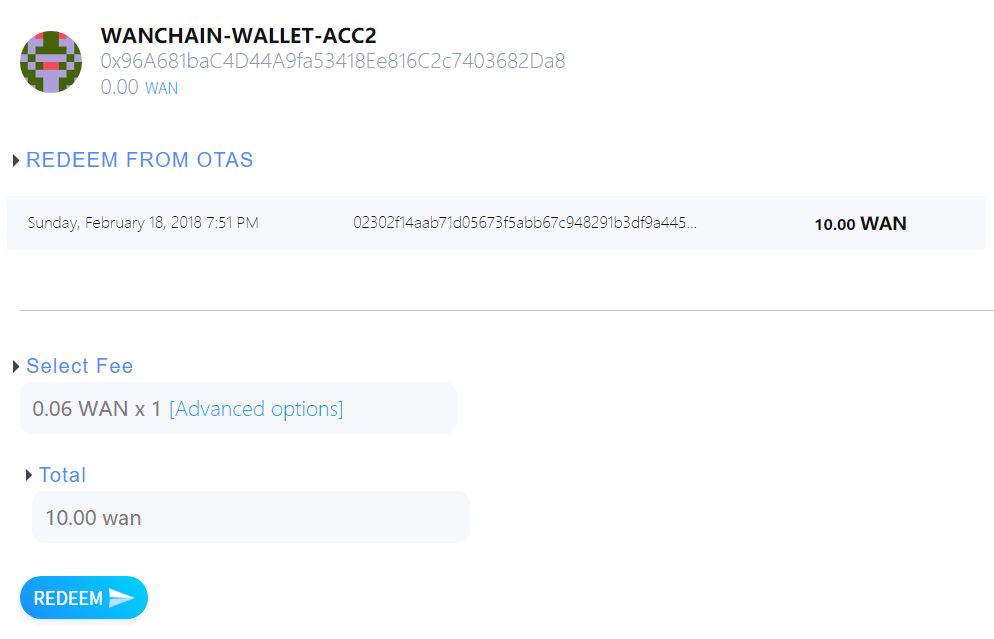 WANCHAIN-WALLET-ACC2
0x96A681baC4D44A9fa53418Ee816C2c7403682Da8
0.00 WAN
REDEEM FROM OTAS
Sunday, February 18, 2018 7:51 PM 02302f14aab71d05673f5abb67c948291b3df9a445... 10.00 WAN
Select Fee
0.06 WAN x 1 [Advanced options]
Total
10.00 wan
REDEEM